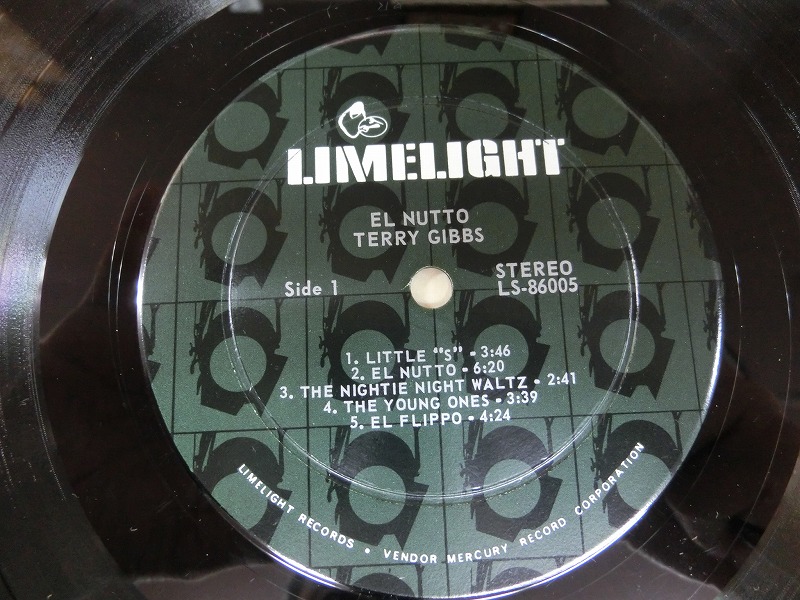 LIMELIGHT
EL NUTTO
TERRY GIBBS
Side 1
STEREO
LS-86005
1. LITTLE "S" • 3:46
2. EL NUTTO • 6:20
3. THE NIGHTIE NIGHT WALTZ • 2:41
4. THE YOUNG ONES • 3:39
5. EL FLIPPO • 4:24
LIMELIGHT RECORDS • VENDOR MERCURY RECORD CORPORATION